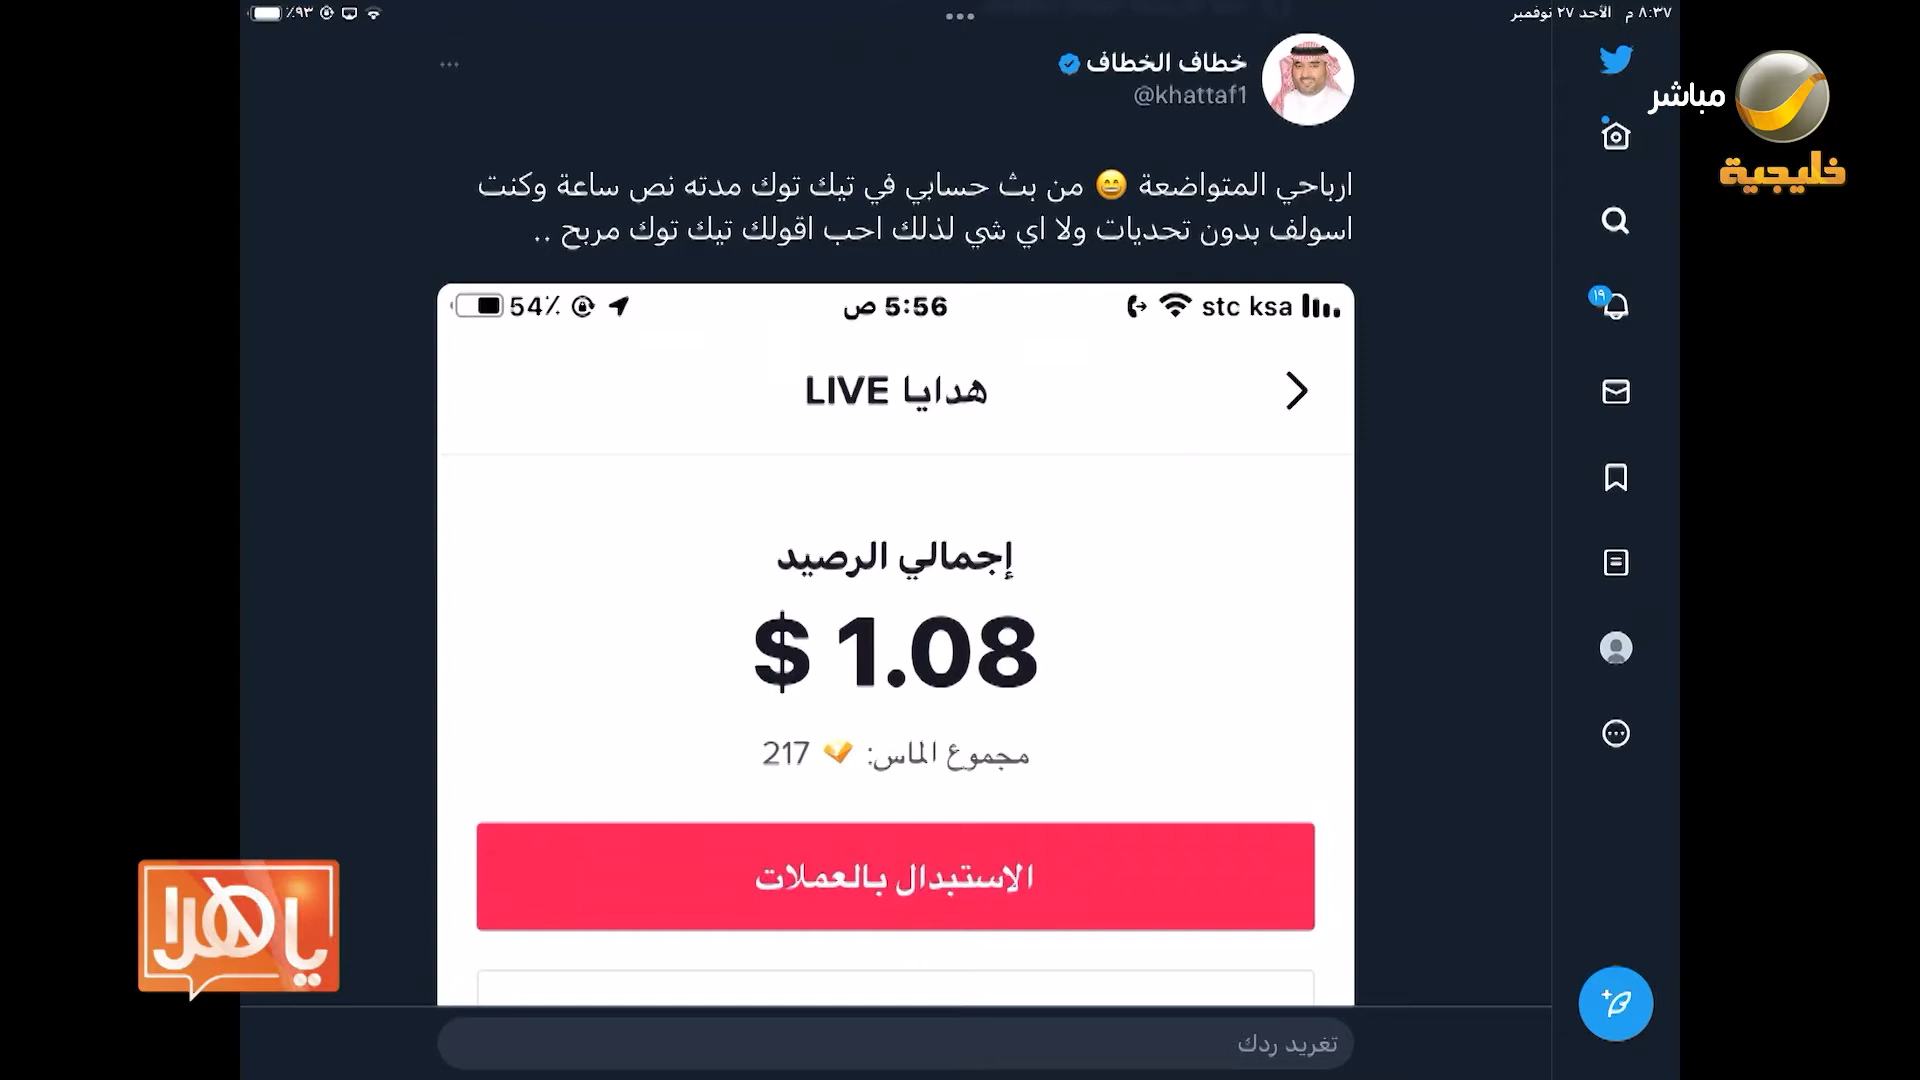 ٨:٣٧ م الأحد ٢٧ نوفمبر
٩٣٪
مباشر
خليجية
خطاف الخطاف
@khattaf1
ارباحي المتواضعة 😄 من بث حسابي في تيك توك مدته نص ساعة وكنت
اسولف بدون تحديات ولا اي شي لذلك احب اقولك تيك توك مربح ..
١٩
stc ksa
5:56 ص
54٪
هدايا LIVE
إجمالي الرصيد
$ 1.08
مجموع الماس: 217
الاستبدال بالعملات
ياهلا
تغريد ردك